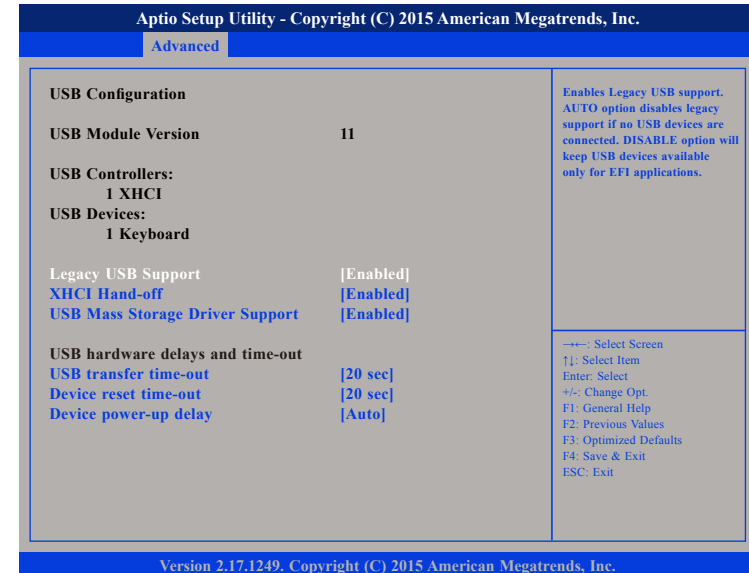 Aptio Setup Utility - Copyright (C) 2015 American Megatrends, Inc.
Advanced
USB Configuration
USB Module Version 11
USB Controllers:
1 XHCI
USB Devices:
1 Keyboard
Legacy USB Support [Enabled]
XHCI Hand-off [Enabled]
USB Mass Storage Driver Support [Enabled]
USB hardware delays and time-out
USB transfer time-out [20 sec]
Device reset time-out [20 sec]
Device power-up delay [Auto]
Enables Legacy USB support.
AUTO option disables legacy
support if no USB devices are
connected. DISABLE option will
keep USB devices available
only for EFI applications.
→←: Select Screen
↑↓: Select Item
Enter: Select
+/-: Change Opt.
F1: General Help
F2: Previous Values
F3: Optimized Defaults
F4: Save & Exit
ESC: Exit
Version 2.17.1249. Copyright (C) 2015 American Megatrends, Inc.